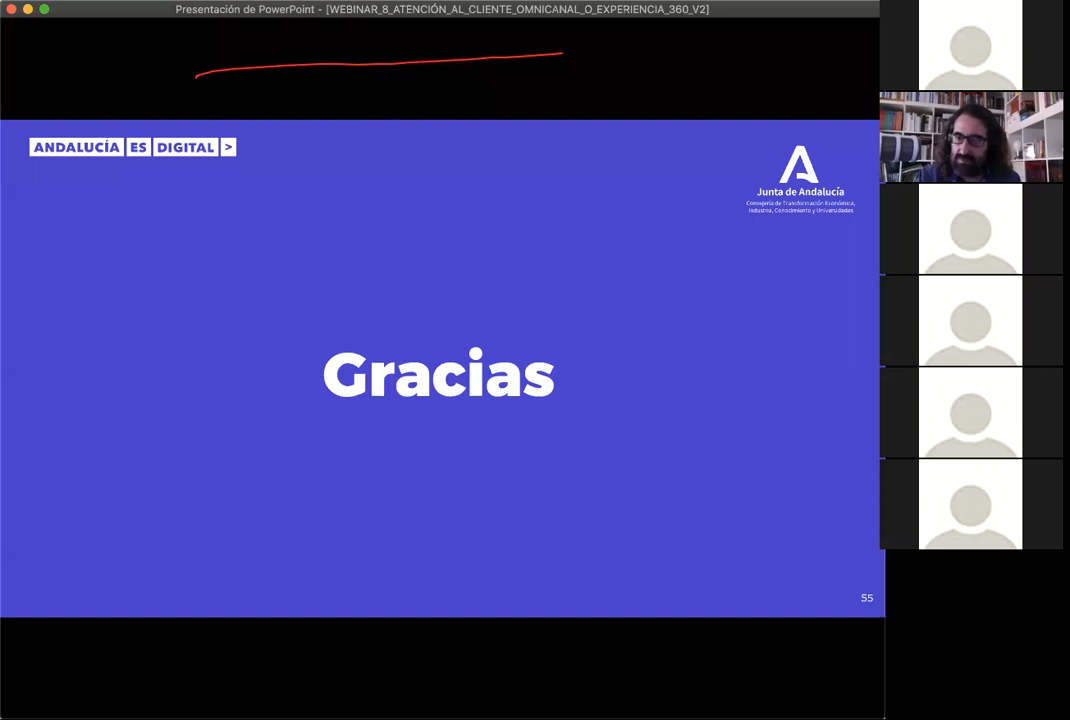 Presentación de PowerPoint - [WEBINAR_8_ATENCIÓN_AL_CLIENTE_OMNICANAL_O_EXPERIENCIA_360_V2]
ANDALUCÍA ES DIGITAL >
Junta de Andalucía
Consejería de Transformación Económica,
Industria, Conocimiento y Universidades
Gracias
55